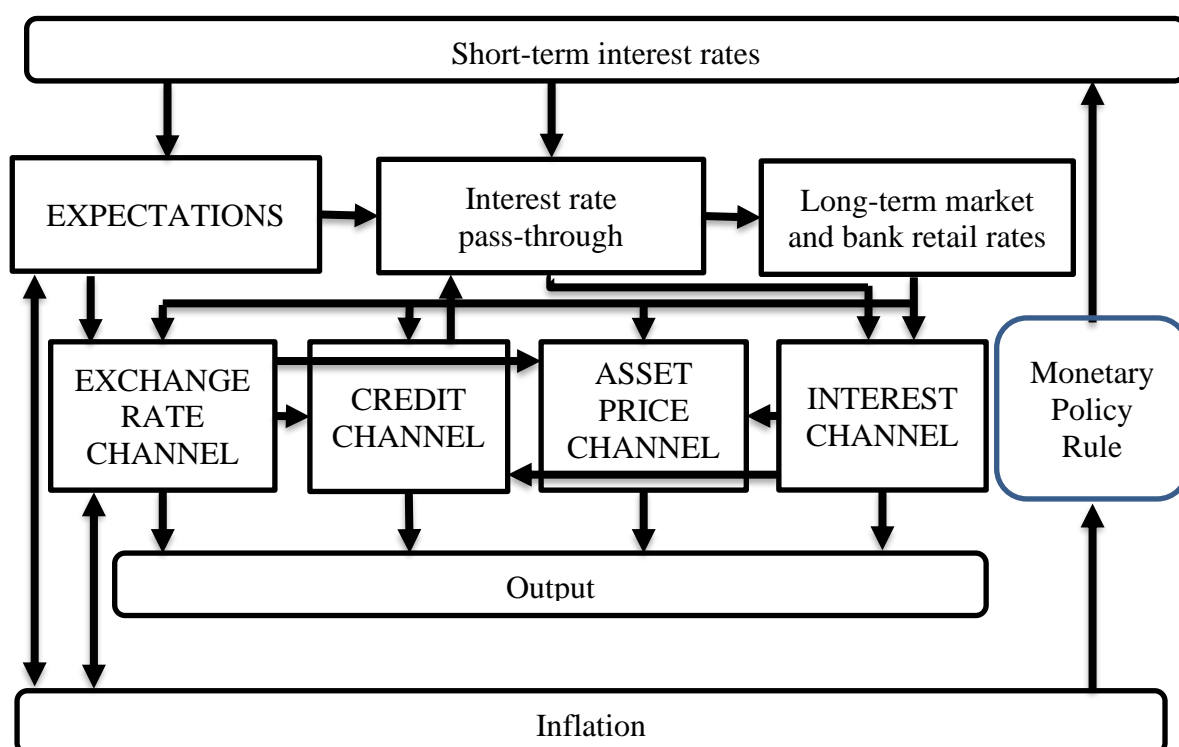 Short-term interest rates
EXPECTATIONS
Interest rate
pass-through
Long-term market
and bank retail rates
EXCHANGE
RATE
CHANNEL
CREDIT
CHANNEL
ASSET
PRICE
CHANNEL
INTEREST
CHANNEL
Monetary
Policy
Rule
Output
Inflation